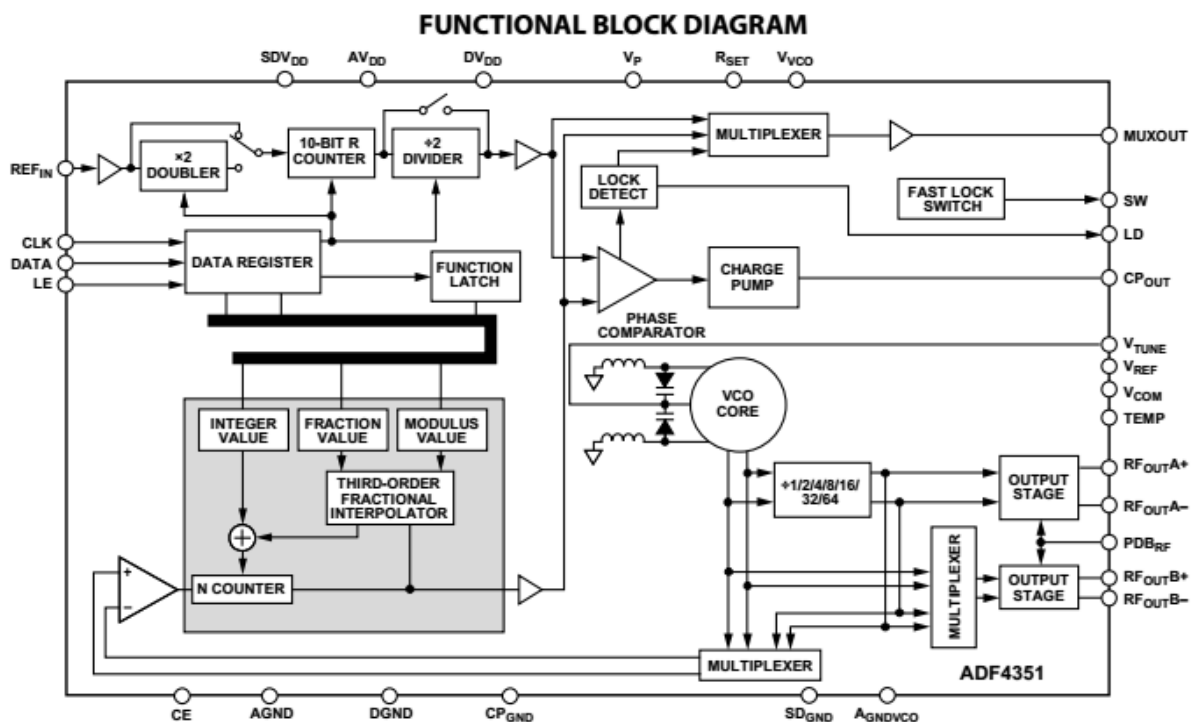 FUNCTIONAL BLOCK DIAGRAM
SDVDD
AVDD
DVDD
VP
RSET
VVCO
REFIN
×2
DOUBLER
10-BIT R
COUNTER
÷2
DIVIDER
MULTIPLEXER
MUXOUT
LOCK
DETECT
FAST LOCK
SWITCH
SW
LD
CLK
DATA
LE
DATA REGISTER
FUNCTION
LATCH
CHARGE
PUMP
CPOUT
PHASE
COMPARATOR
VTUNE
VREF
VCOM
TEMP
VCO
CORE
INTEGER
VALUE
FRACTION
VALUE
MODULUS
VALUE
THIRD-ORDER
FRACTIONAL
INTERPOLATOR
+
N COUNTER
+
−
÷1/2/4/8/16/
32/64
OUTPUT
STAGE
RFOUTA+
RFOUTA−
PDBRF
MULTIPLEXER
OUTPUT
STAGE
RFOUTB+
RFOUTB−
MULTIPLEXER
ADF4351
CE
AGND
DGND
CPGND
SDGND
AGNDVCO